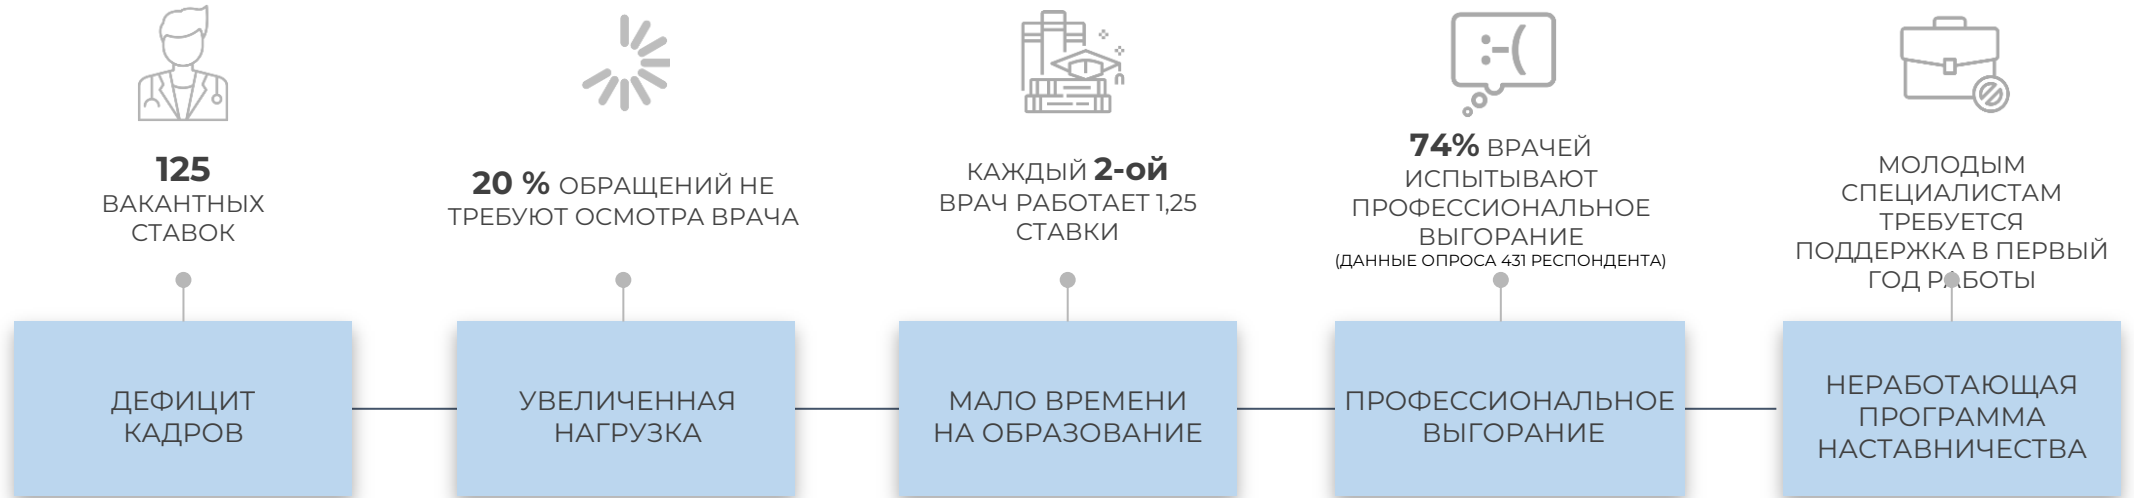 125
ВАКАНТНЫХ
СТАВОК
20 % ОБРАЩЕНИЙ НЕ
ТРЕБУЮТ ОСМОТРА ВРАЧА
КАЖДЫЙ 2-ОЙ
ВРАЧ РАБОТАЕТ 1,25
СТАВКИ
:-(
74% ВРАЧЕЙ
ИСПЫТЫВАЮТ
ПРОФЕССИОНАЛЬНОЕ
ВЫГОРАНИЕ
(ДАННЫЕ ОПРОСА 431 РЕСПОНДЕНТА)
МОЛОДЫМ
СПЕЦИАЛИСТАМ
ТРЕБУЕТСЯ
ПОДДЕРЖКА В ПЕРВЫЙ
ГОД РАБОТЫ
ДЕФИЦИТ
КАДРОВ
УВЕЛИЧЕННАЯ
НАГРУЗКА
МАЛО ВРЕМЕНИ
НА ОБРАЗОВАНИЕ
ПРОФЕССИОНАЛЬНОЕ
ВЫГОРАНИЕ
НЕРАБОТАЮЩАЯ
ПРОГРАММА
НАСТАВНИЧЕСТВА